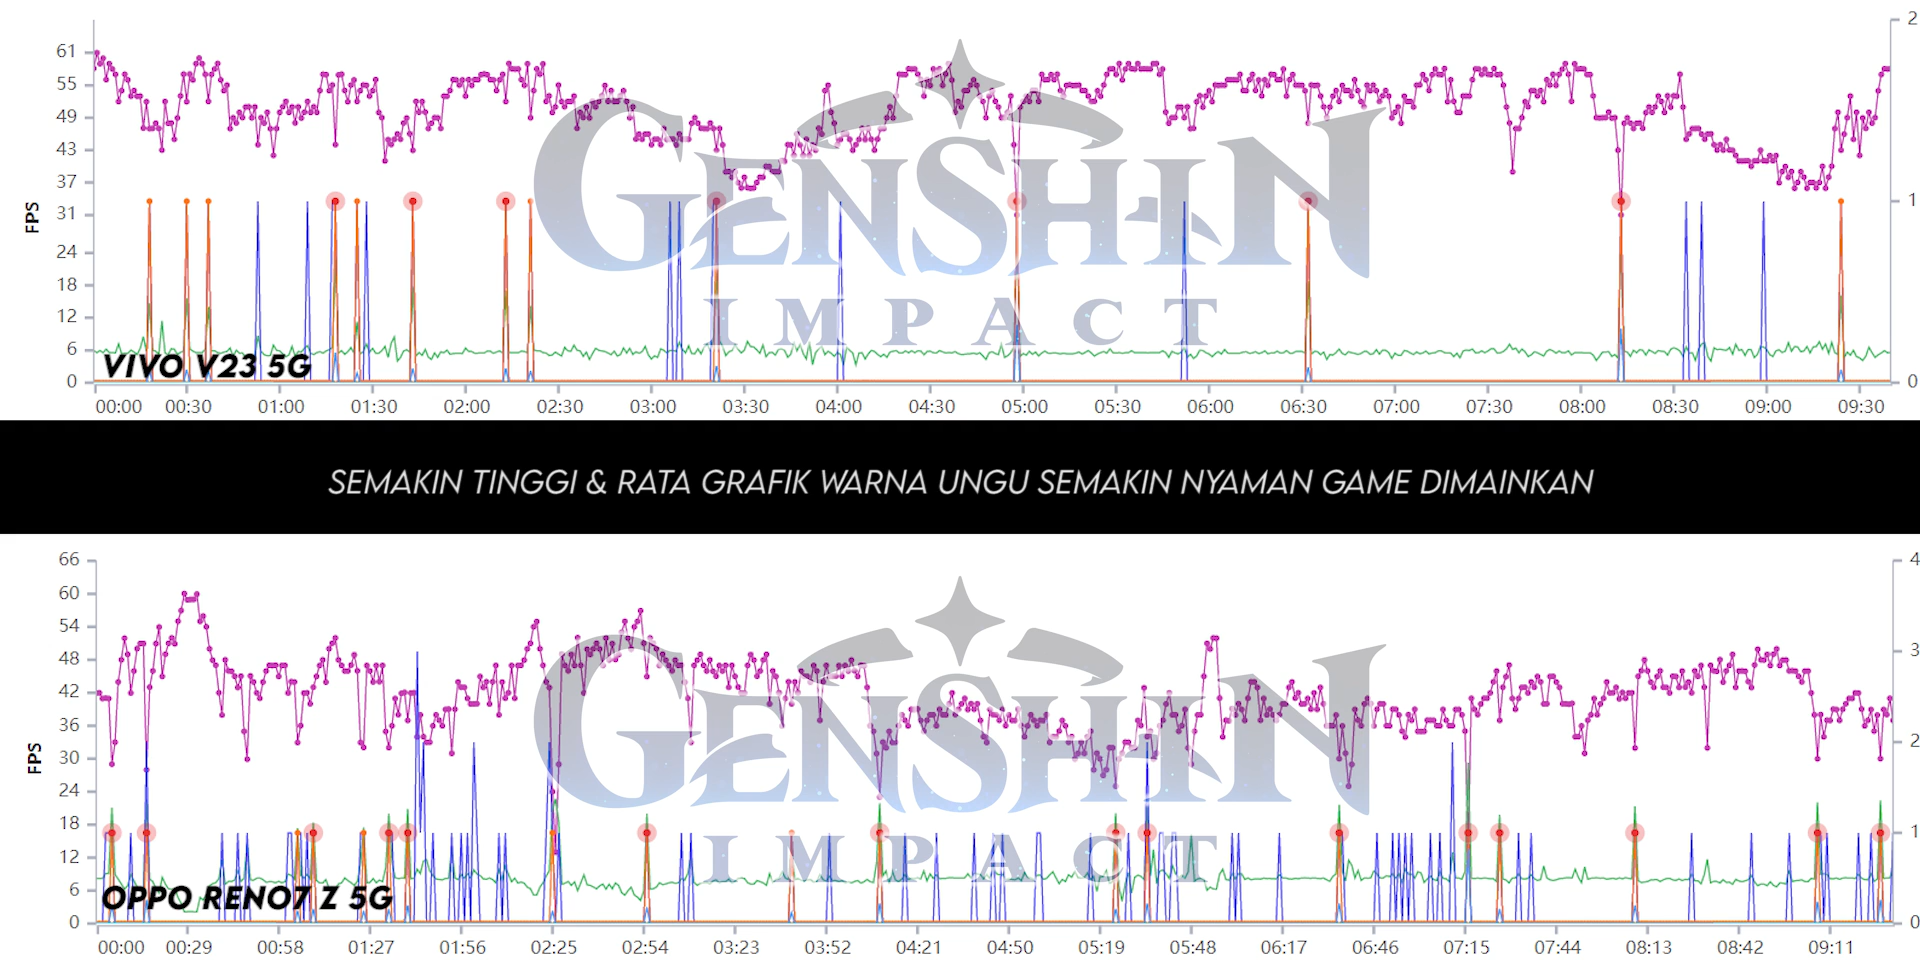 2
61
55
49
43
37
31
24
18
12
6
0
FPS
1
0
GENSHIN
IMPACT
VIVO V23 5G
00:00 00:30 01:00 01:30 02:00 02:30 03:00 03:30 04:00 04:30 05:00 05:30 06:00 06:30 07:00 07:30 08:00 08:30 09:00 09:30
SEMAKIN TINGGI & RATA GRAFIK WARNA UNGU SEMAKIN NYAMAN GAME DIMAINKAN
66
60
54
48
42
36
30
24
18
12
6
0
FPS
4
3
2
1
0
GENSHIN
IMPACT
OPPO RENO7 Z 5G
00:00 00:29 00:58 01:27 01:56 02:25 02:54 03:23 03:52 04:21 04:50 05:19 05:48 06:17 06:46 07:15 07:44 08:13 08:42 09:11